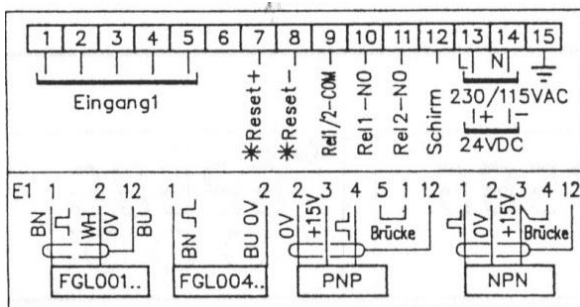 1 2 3 4 5 6 7 8 9 10 11 12 13 14 15
Eingang1
✱Reset+
✱Reset-
Rel1/2-COM
Rel1-NO
Rel2-NO
Schirm
L N
230/115VAC
+ -
24VDC
E1 1 2 12 1 2 2 3 4 5 1 12 1 2 3 4 12
BN WH 0V BU
BN BU 0V
0V +15V
Brücke
0V +15V
Brücke
FGL001.. FGL004.. PNP NPN